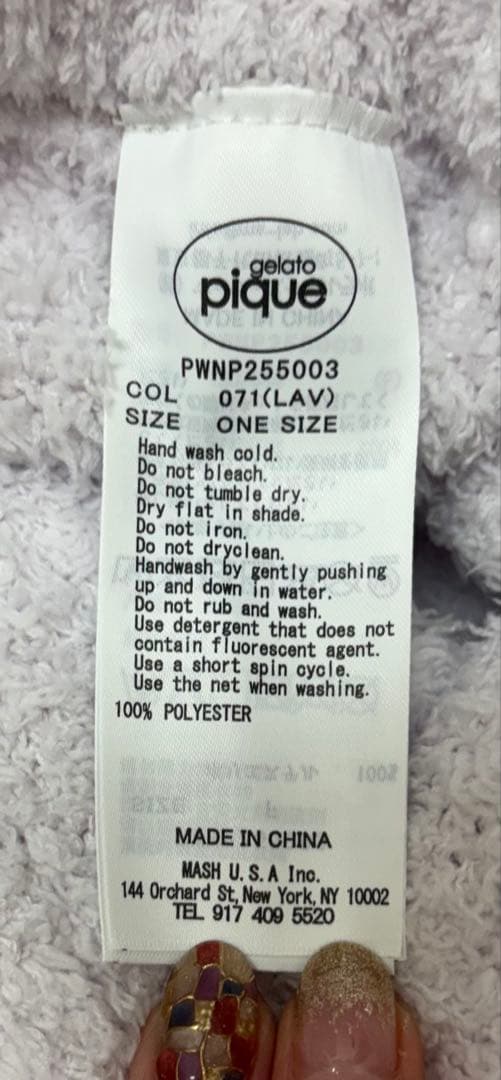 gelato
pique
PWNP255003
COL 071(LAV)
SIZE ONE SIZE
Hand wash cold.
Do not bleach.
Do not tumble dry.
Dry flat in shade.
Do not iron.
Do not dryclean.
Handwash by gently pushing
up and down in water.
Do not rub and wash.
Use detergent that does not
contain fluorescent agent.
Use a short spin cycle.
Use the net when washing.
100% POLYESTER
MADE IN CHINA
MASH U.S.A Inc.
144 Orchard St, New York, NY 10002
TEL 917 409 5520